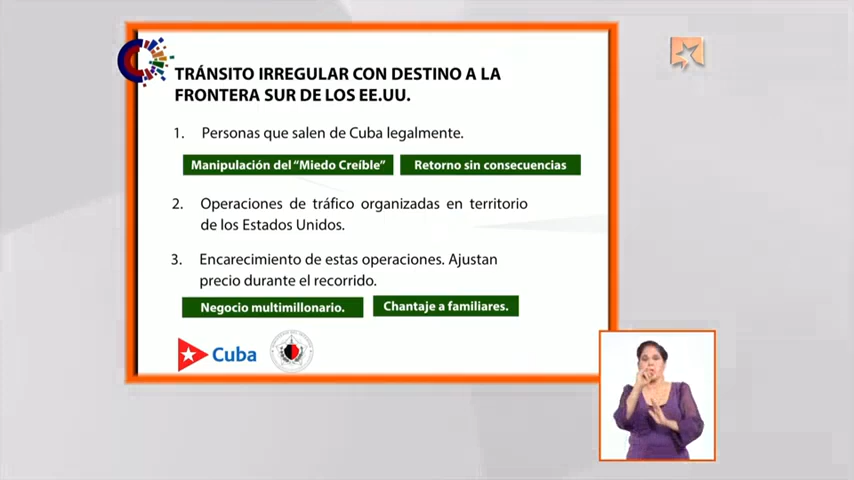 TRÁNSITO IRREGULAR CON DESTINO A LA
FRONTERA SUR DE LOS EE.UU.
1. Personas que salen de Cuba legalmente.
Manipulación del “Miedo Creíble”
Retorno sin consecuencias
2. Operaciones de tráfico organizadas en territorio
de los Estados Unidos.
3. Encarecimiento de estas operaciones. Ajustan
precio durante el recorrido.
Negocio multimillonario.
Chantaje a familiares.
Cuba